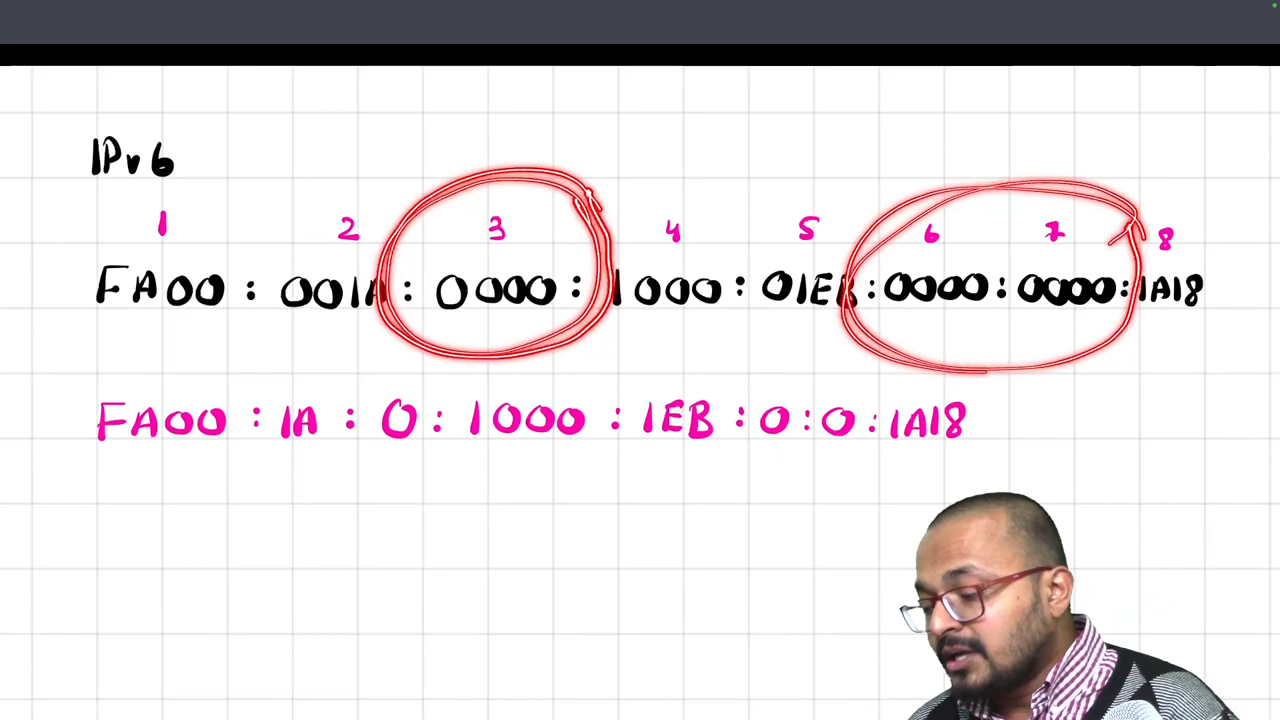 IPv6
1 2 3 4 5 6 7 8
FA00 : 001A : 0000 : 1000 : 01EB : 0000 : 0000 : 1A18
FA00 : 1A : 0 : 1000 : 1EB : 0 : 0 : 1A18